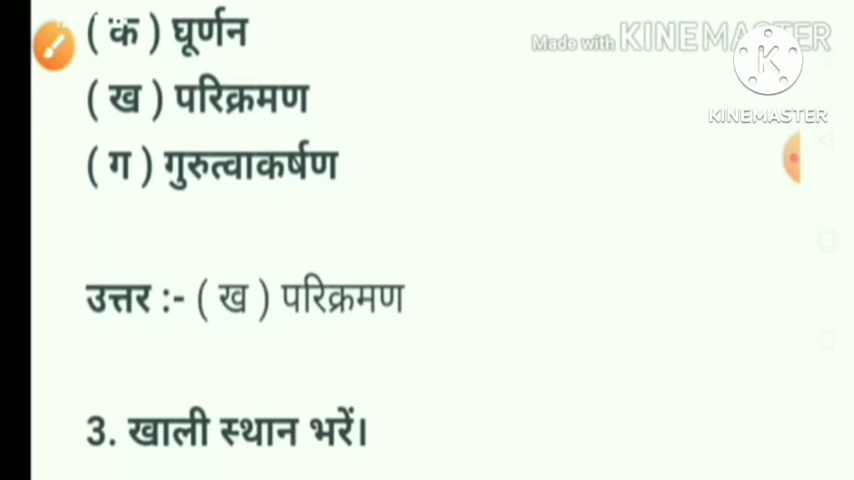 ( क ) घूर्णन
Made with KINEMASTER
( ख ) परिक्रमण
KINEMASTER
( ग ) गुरुत्वाकर्षण
उत्तर :- ( ख ) परिक्रमण
3. खाली स्थान भरें।